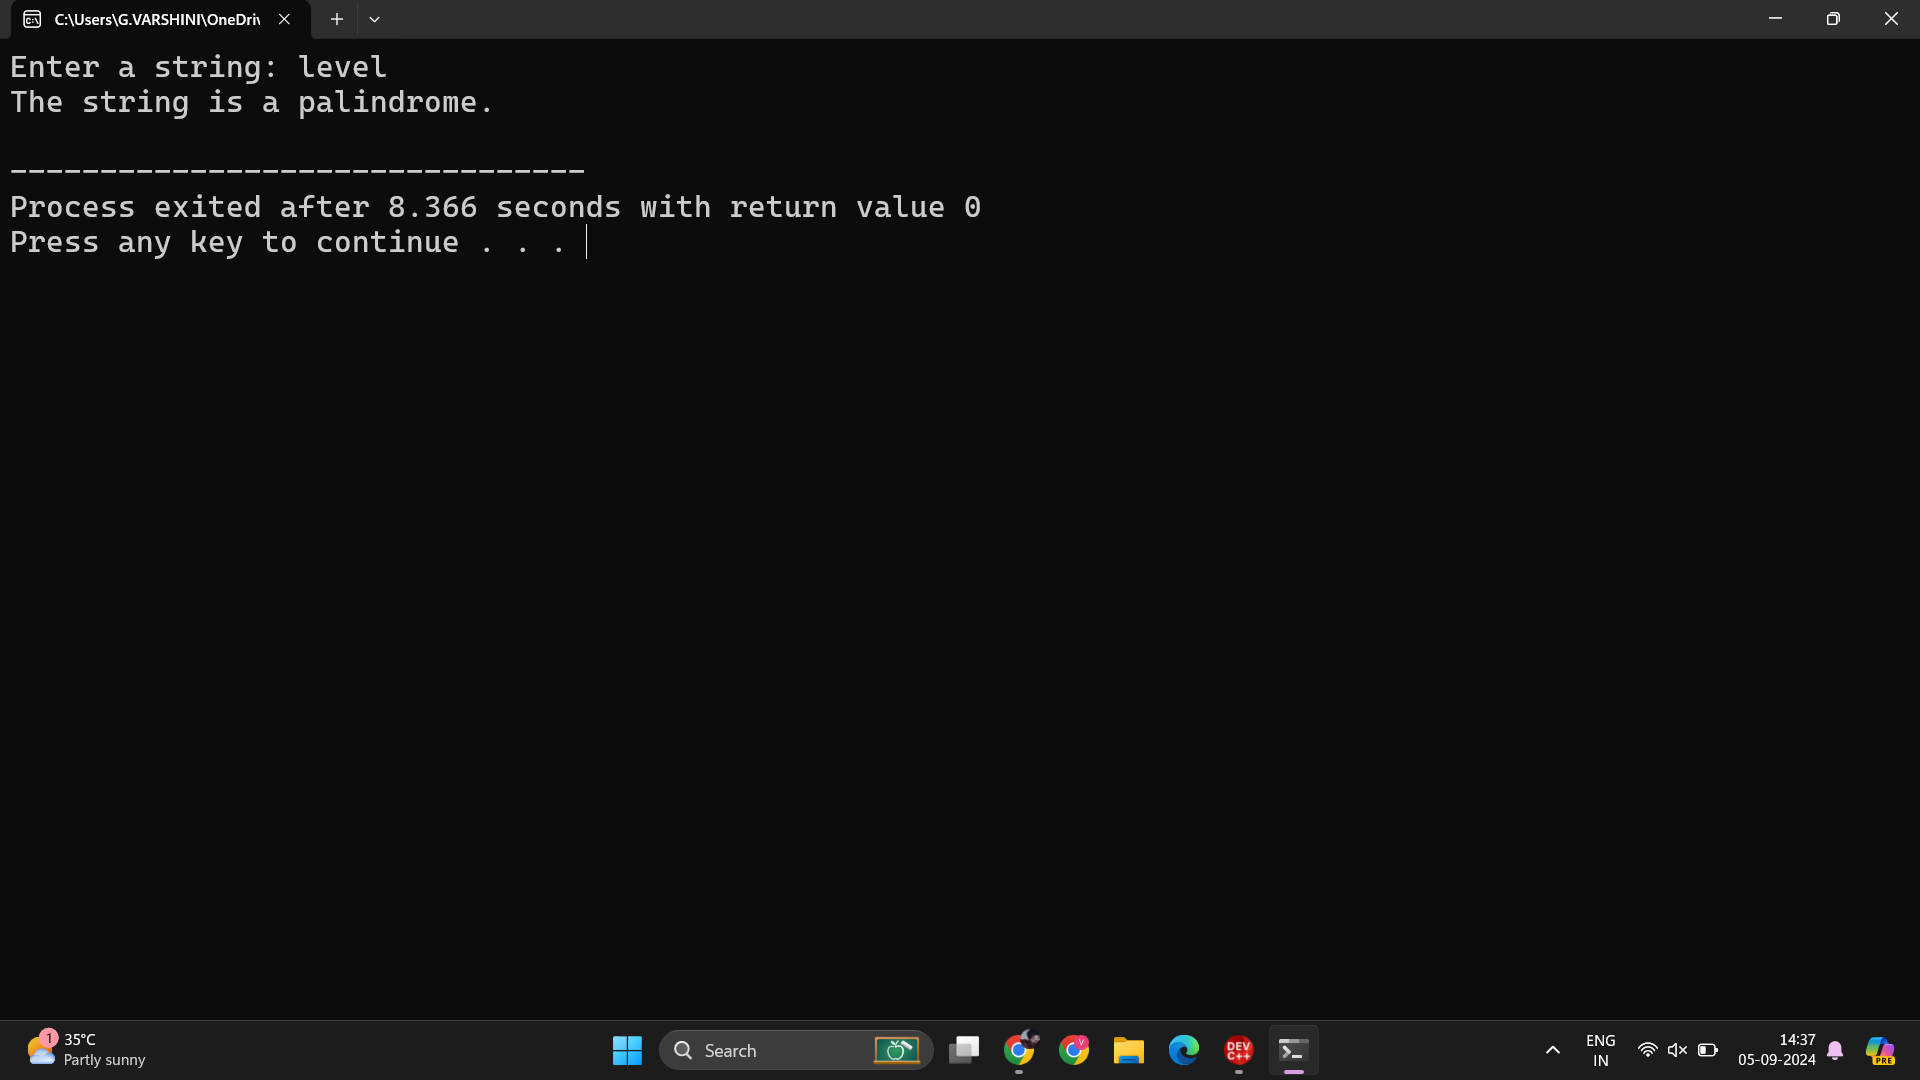 C:\Users\G.VARSHINI\OneDri
Enter a string: level
The string is a palindrome.
--------------------------------
Process exited after 8.366 seconds with return value 0
Press any key to continue . . .
1
35°C
Partly sunny
Search
V
DEV
C++
ENG
IN
14:37
05-09-2024
PRE